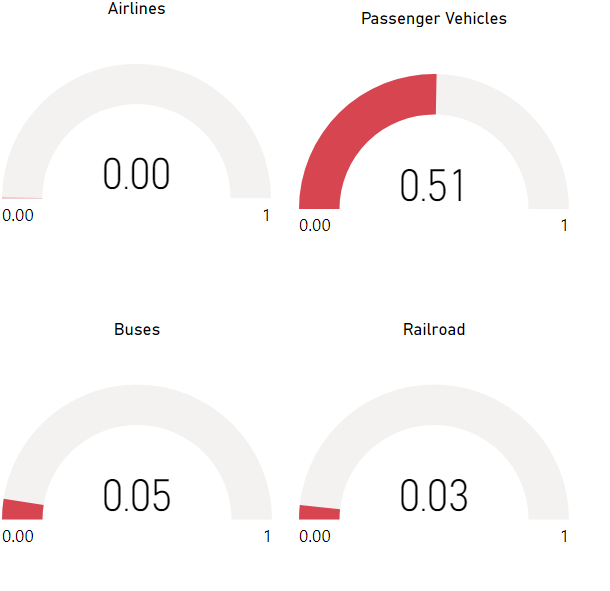 Airlines
0.00
0.00 1
Passenger Vehicles
0.51
0.00 1
Buses
0.05
0.00 1
Railroad
0.03
0.00 1